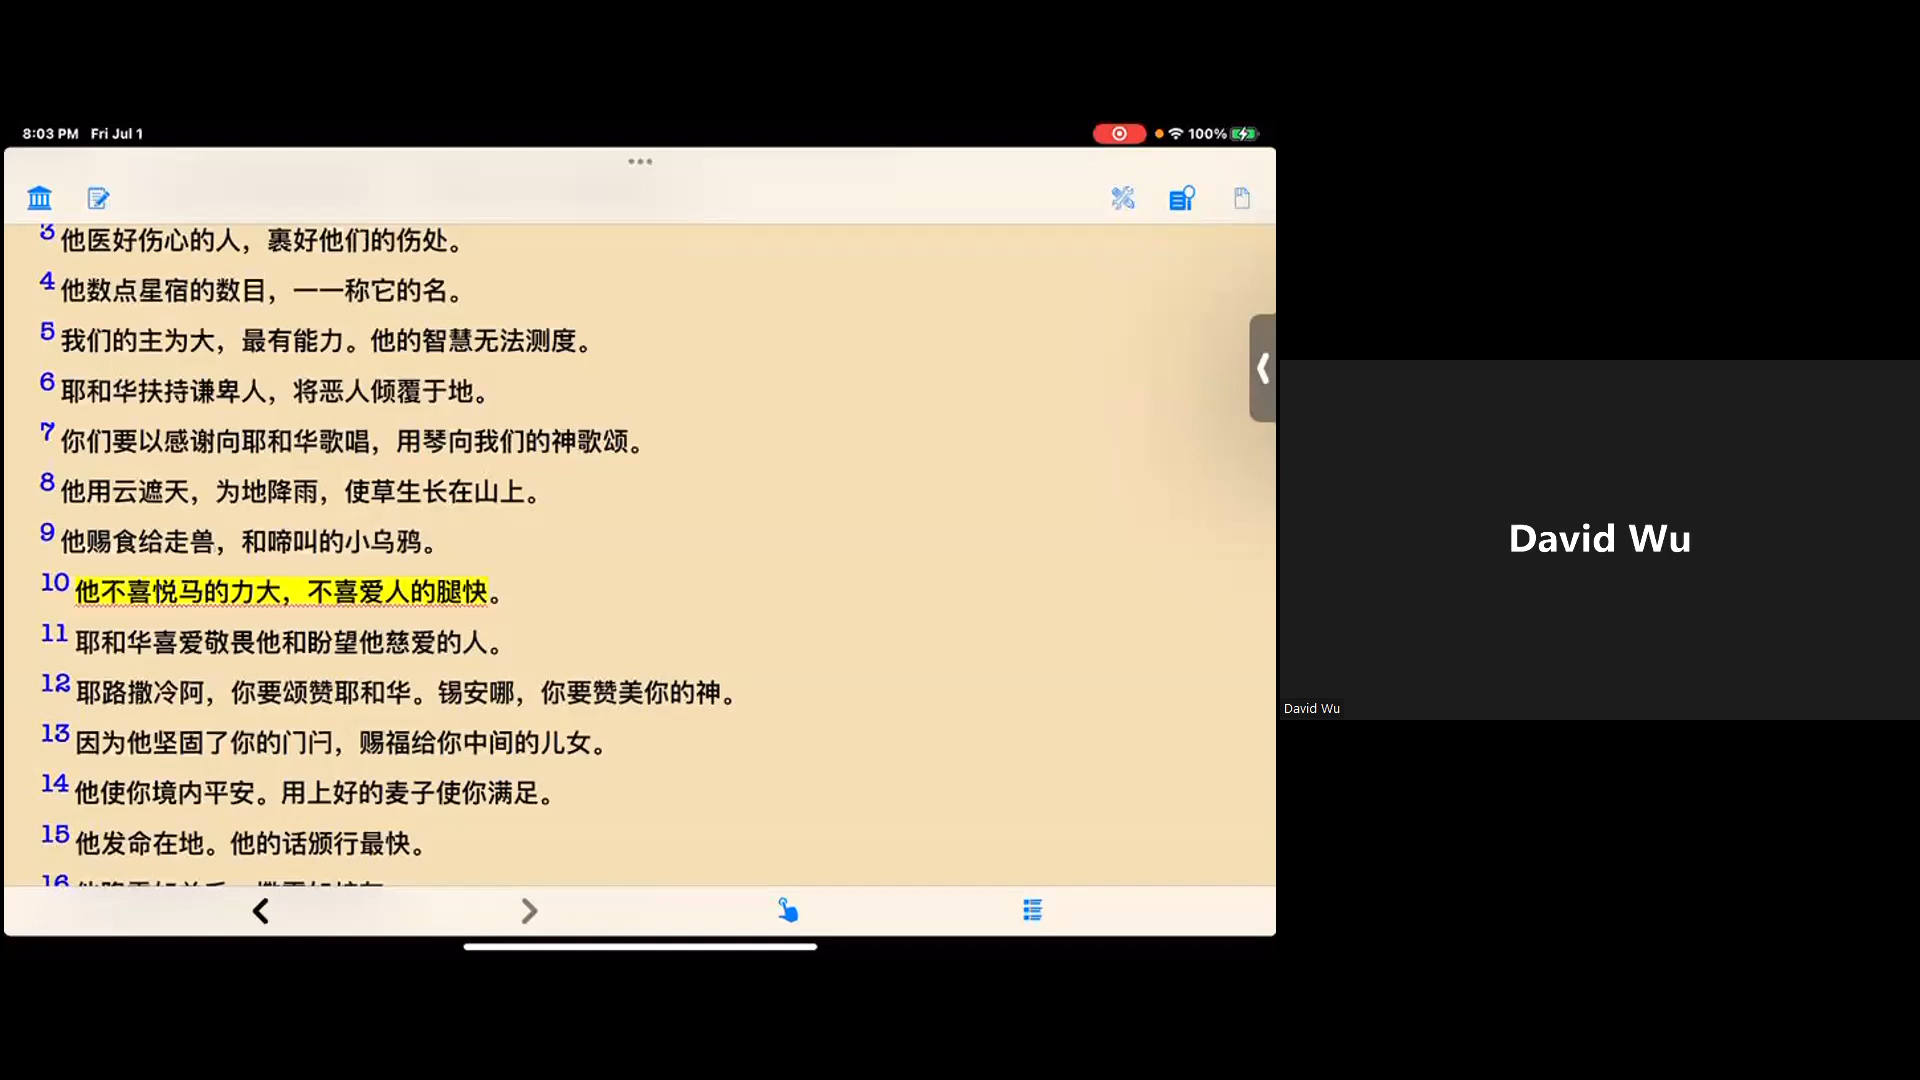 8:03 PM Fri Jul 1
100%
3 他医好伤心的人，裹好他们的伤处。
4 他数点星宿的数目，一一称它的名。
5 我们的主为大，最有能力。他的智慧无法测度。
6 耶和华扶持谦卑人，将恶人倾覆于地。
7 你们要以感谢向耶和华歌唱，用琴向我们的神歌颂。
8 他用云遮天，为地降雨，使草生长在山上。
9 他赐食给走兽，和啼叫的小乌鸦。
10 他不喜悦马的力大，不喜爱人的腿快。
11 耶和华喜爱敬畏他和盼望他慈爱的人。
12 耶路撒冷阿，你要颂赞耶和华。锡安哪，你要赞美你的神。
13 因为他坚固了你的门闩，赐福给你中间的儿女。
14 他使你境内平安。用上好的麦子使你满足。
15 他发命在地。他的话颁行最快。
16
David Wu
David Wu